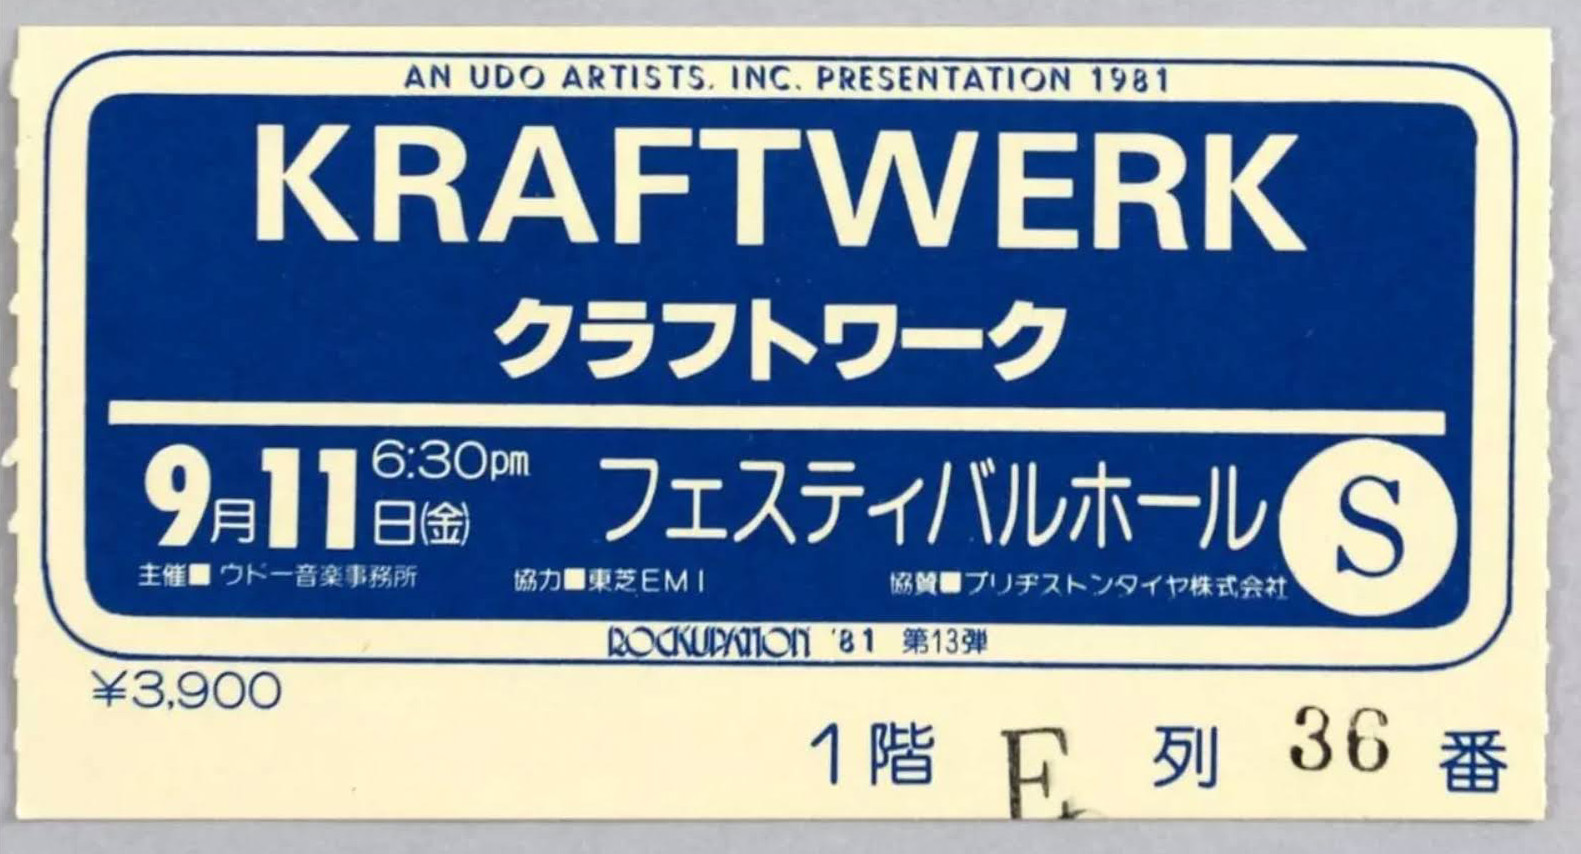 AN UDO ARTISTS, INC. PRESENTATION 1981
KRAFTWERK
クラフトワーク
9月11日(金) 6:30pm フェスティバルホール S
主催■ウドー音楽事務所 協力■東芝EMI 協賛■ブリヂストンタイヤ株式会社
ROCKUPATION '81 第13弾
¥3,900
1階 列 36 番